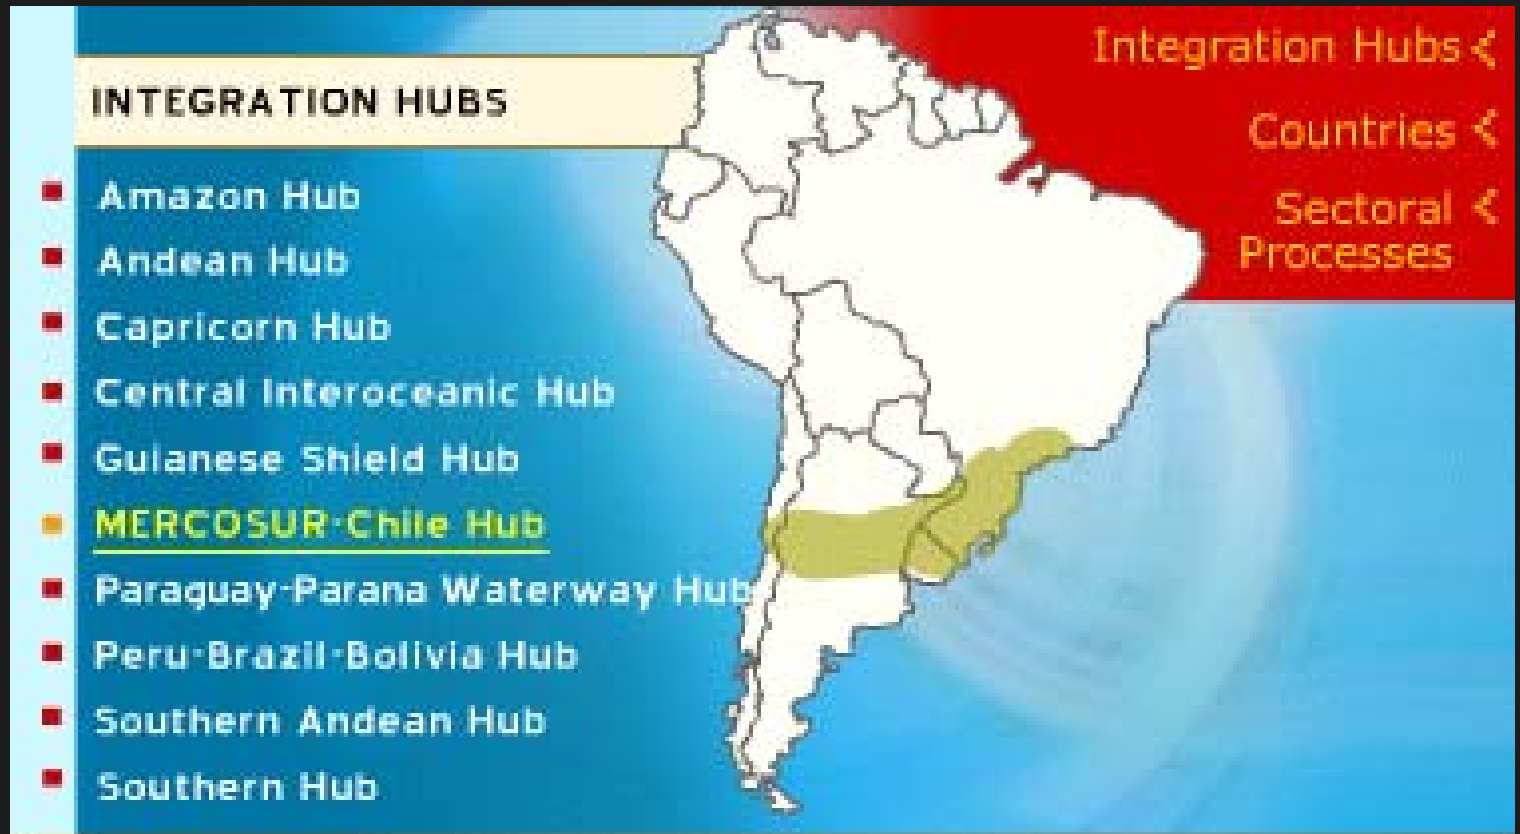 INTEGRATION HUBS
Amazon Hub
Andean Hub
Capricorn Hub
Central Interoceanic Hub
Guianese Shield Hub
MERCOSUR-Chile Hub
Paraguay-Parana Waterway Hub
Peru-Brazil-Bolivia Hub
Southern Andean Hub
Southern Hub
Integration Hubs <
Countries <
Sectoral <
Processes